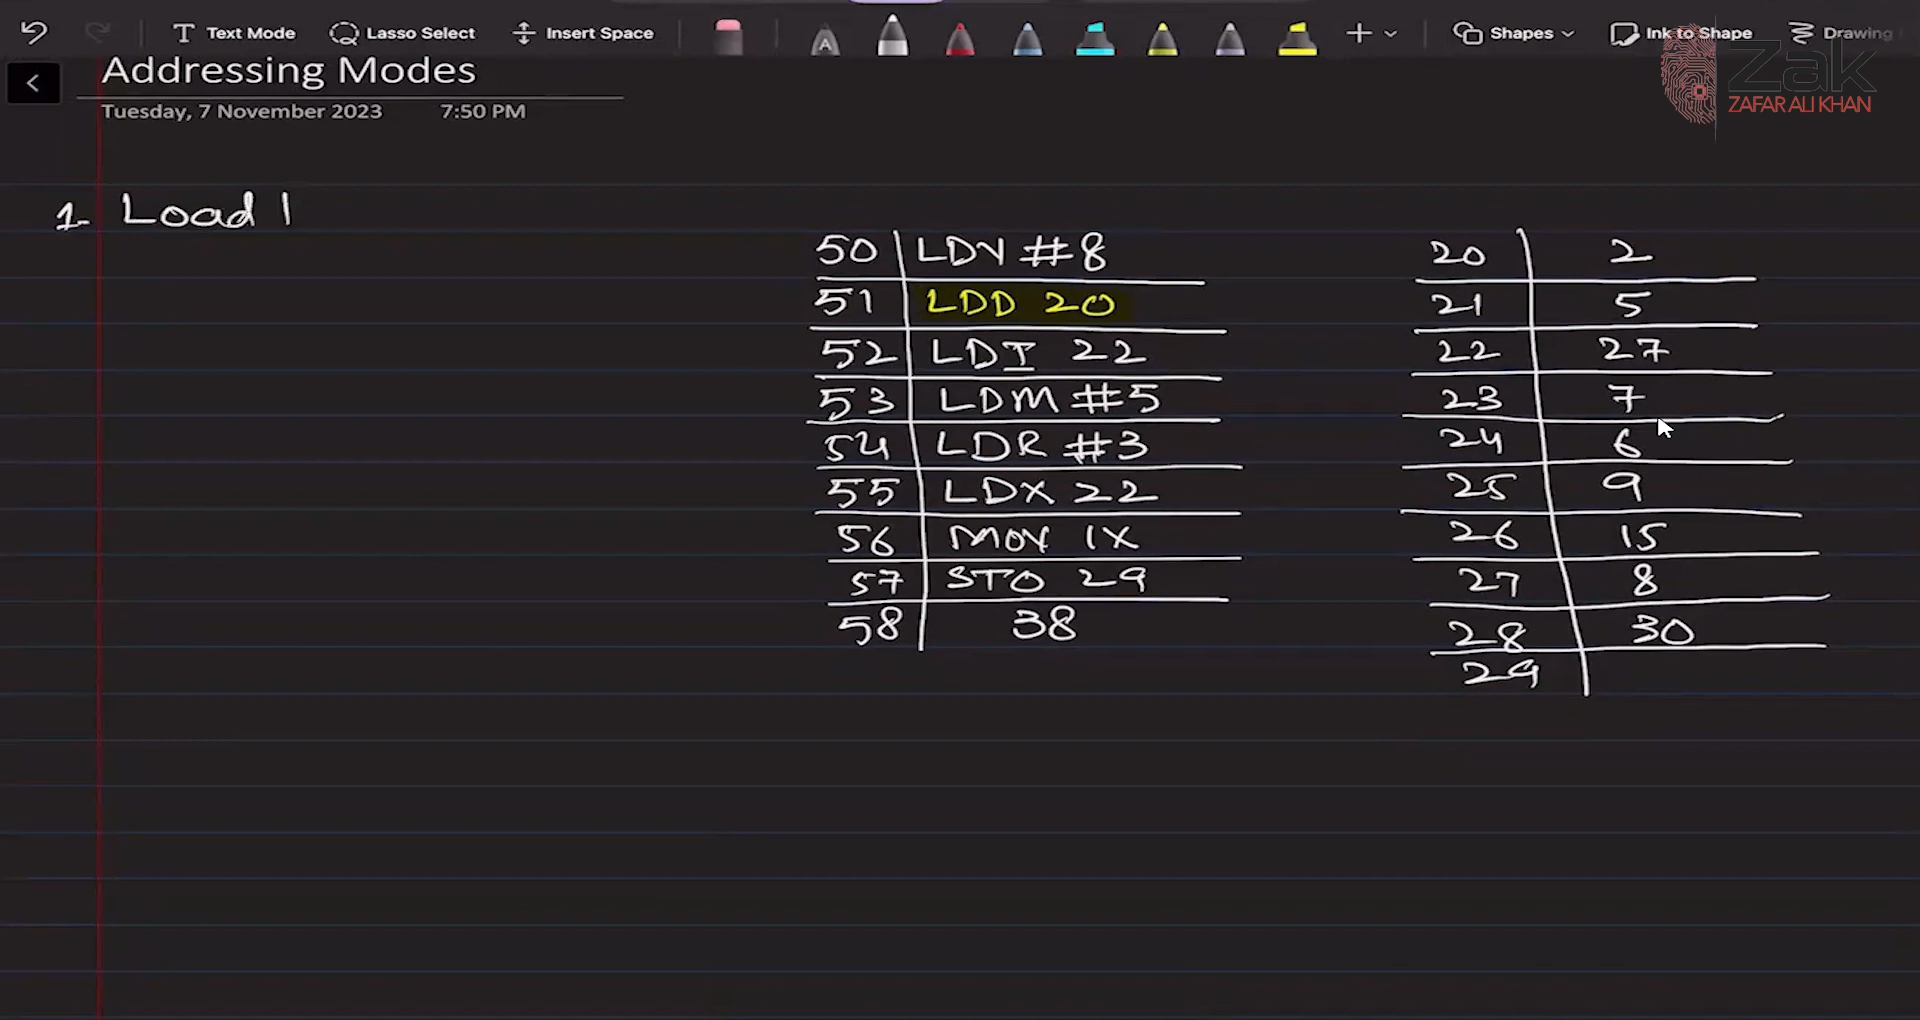 Text Mode Lasso Select Insert Space A Shapes Ink to Shape Drawing
Zak
ZAFAR ALI KHAN
Addressing Modes
Tuesday, 7 November 2023 7:50 PM
1- Load I
50 LDV #8
51 LDD 20
52 LDI 22
53 LDM #5
54 LDR #3
55 LDX 22
56 MOV IX
57 STO 29
58 38
20 2
21 5
22 27
23 7
24 6
25 9
26 15
27 8
28 30
29